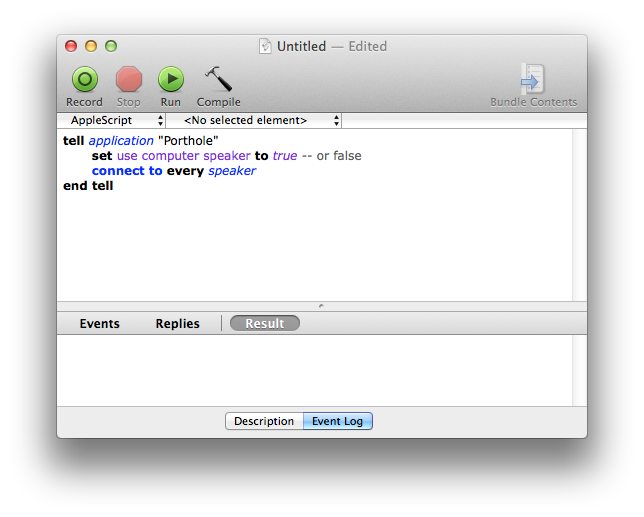 Untitled — Edited
Record Stop Run Compile Bundle Contents
AppleScript <No selected element>
tell application "Porthole"
set use computer speaker to true -- or false
connect to every speaker
end tell
Events Replies Result
Description Event Log